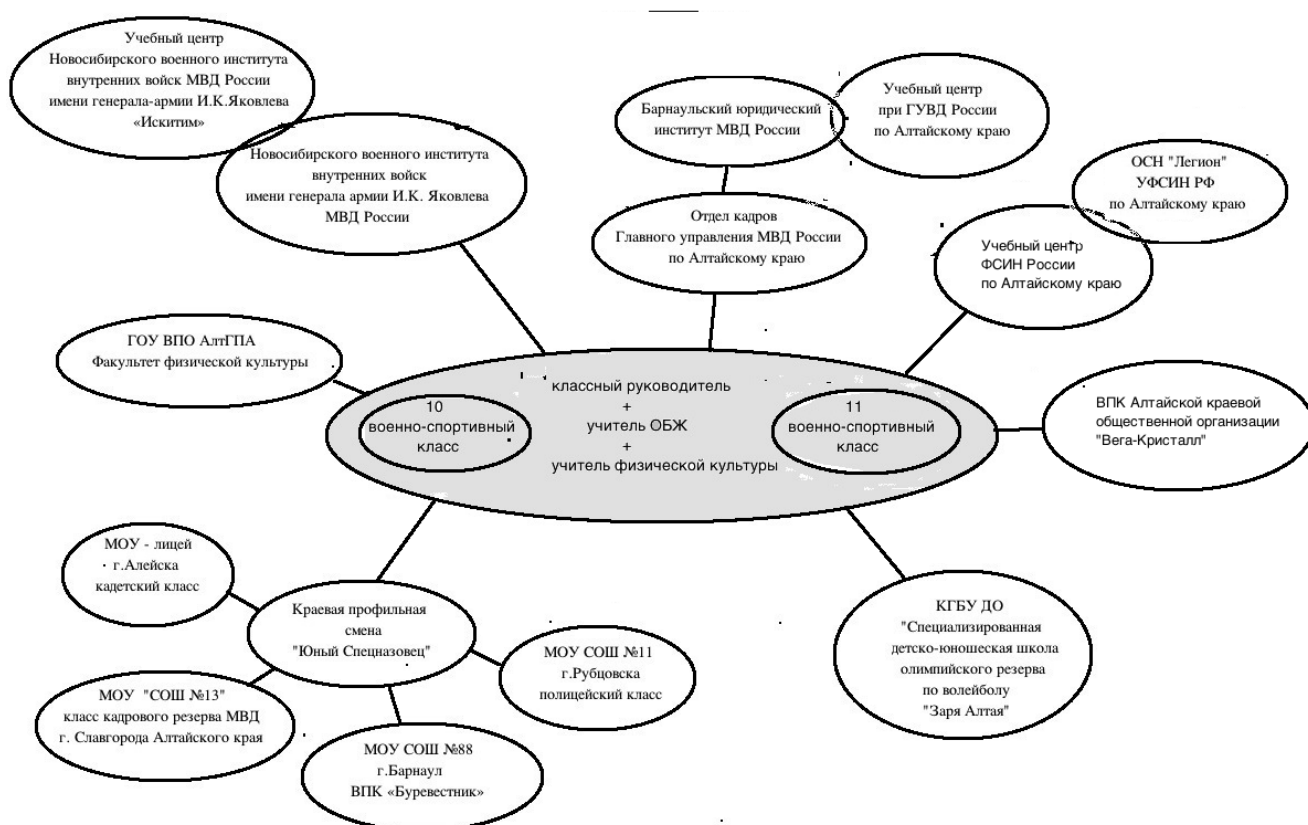 Учебный центр
Новосибирского военного института
внутренних войск МВД России
имени генерала-армии И.К.Яковлева
«Искитим»
Новосибирского военного института
внутренних войск
имени генерала армии И.К. Яковлева
МВД России
Барнаульский юридический
институт МВД России
Учебный центр
при ГУВД России
по Алтайскому краю
Отдел кадров
Главного управления МВД России
по Алтайскому краю
ОСН "Легион"
УФСИН РФ
по Алтайскому краю
Учебный центр
ФСИН России
по Алтайскому краю
ГОУ ВПО АлтГПА
Факультет физической культуры
классный руководитель
+
учитель ОБЖ
+
учитель физической культуры
10
военно-спортивный
класс
11
военно-спортивный
класс
ВПК Алтайской краевой
общественной организации
"Вега-Кристалл"
МОУ - лицей
г.Алейска
кадетский класс
Краевая профильная
смена
"Юный Спецназовец"
МОУ СОШ №11
г.Рубцовска
полицейский класс
МОУ "СОШ №13"
класс кадрового резерва МВД
г. Славгорода Алтайского края
МОУ СОШ №88
г.Барнаул
ВПК «Буревестник»
КГБУ ДО
"Специализированная
детско-юношеская школа
олимпийского резерва
по волейболу
"Заря Алтая"